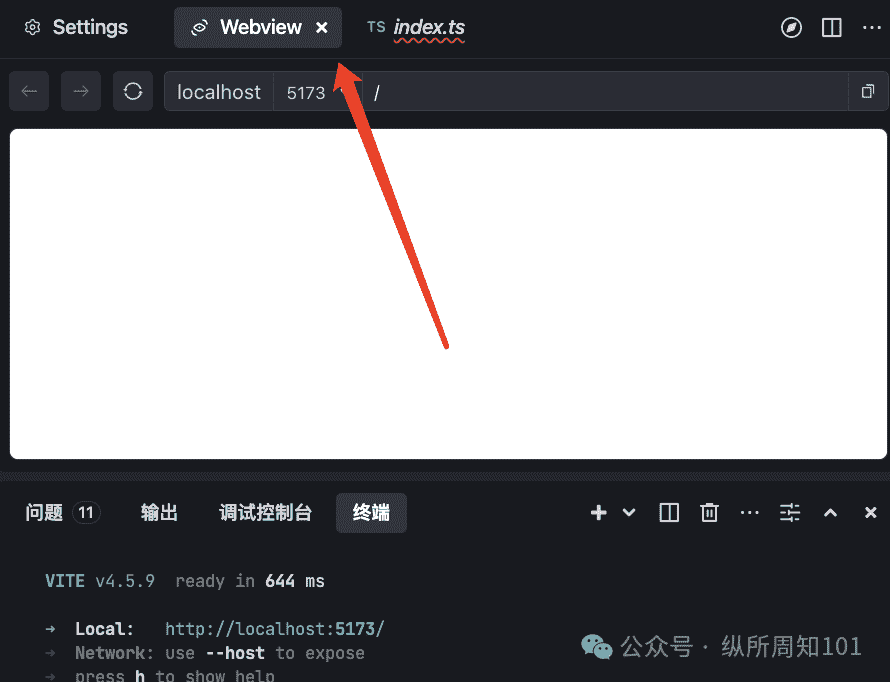 Settings Webview × TS index.ts
localhost 5173 /
问题 11 输出 调试控制台 终端
VITE v4.5.9 ready in 644 ms
→ Local: http://localhost:5173/
→ Network: use --host to expose
→ press h to show help
公众号 · 纵所周知101